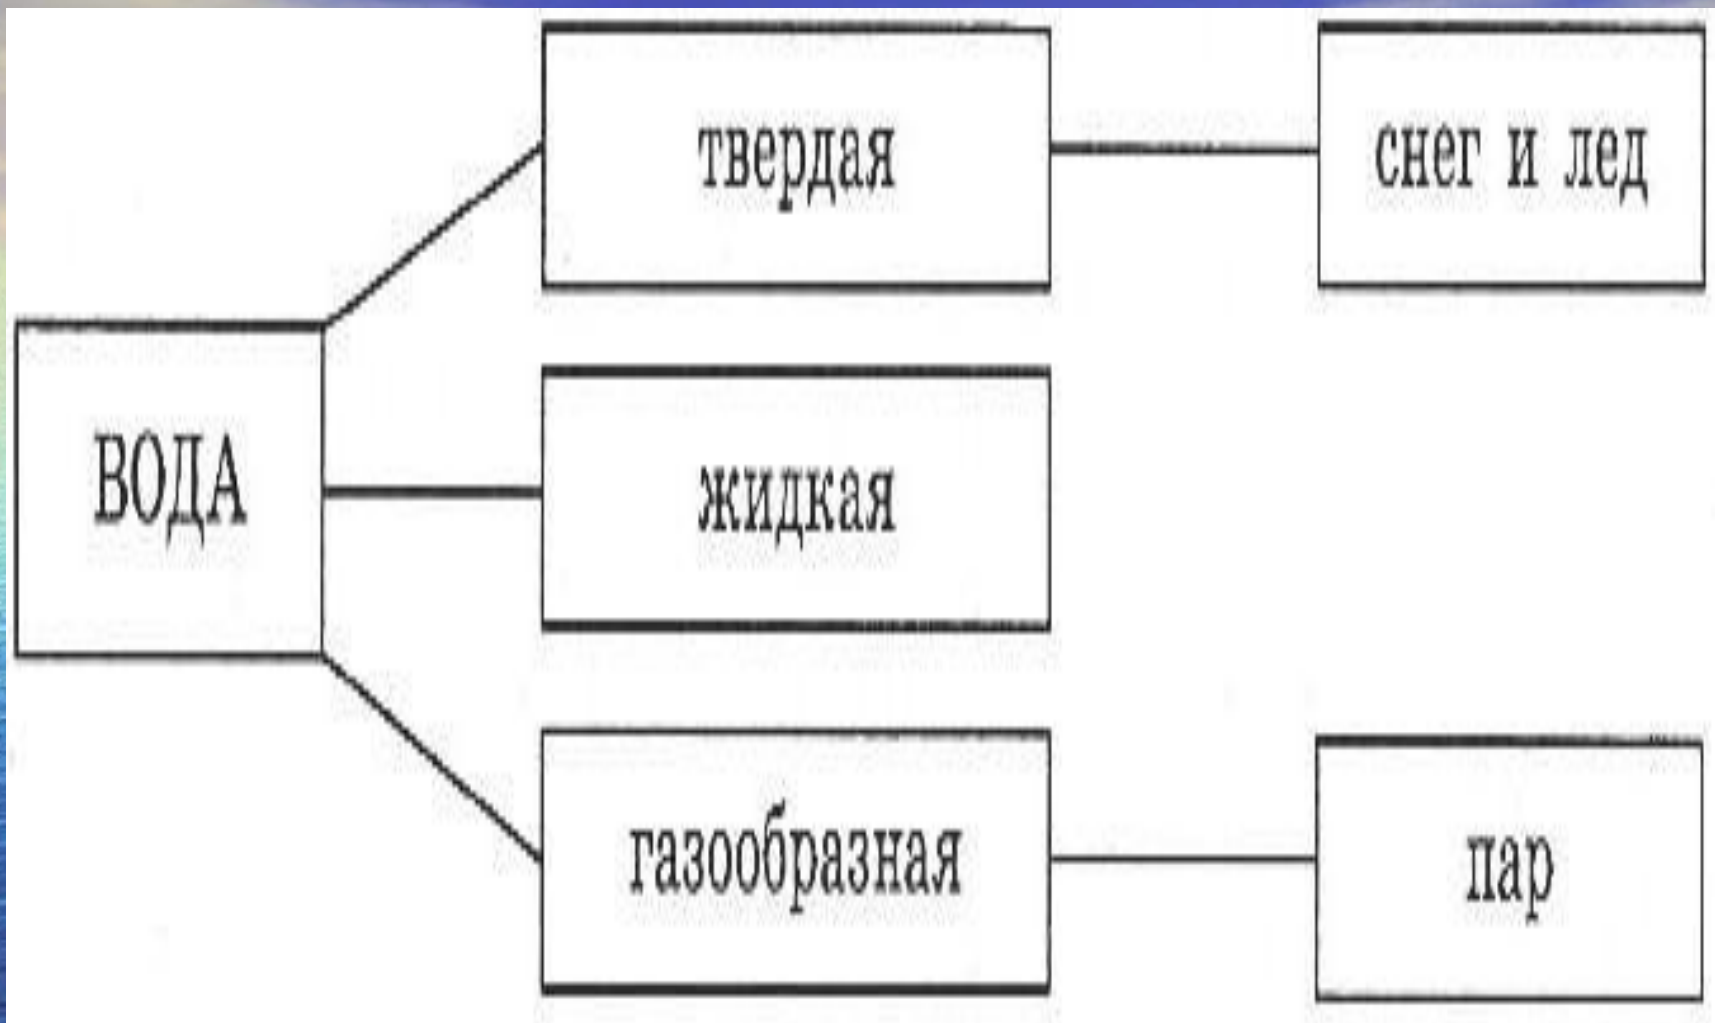 твердая
снег и лед
ВОДА
жидкая
газообразная
пар